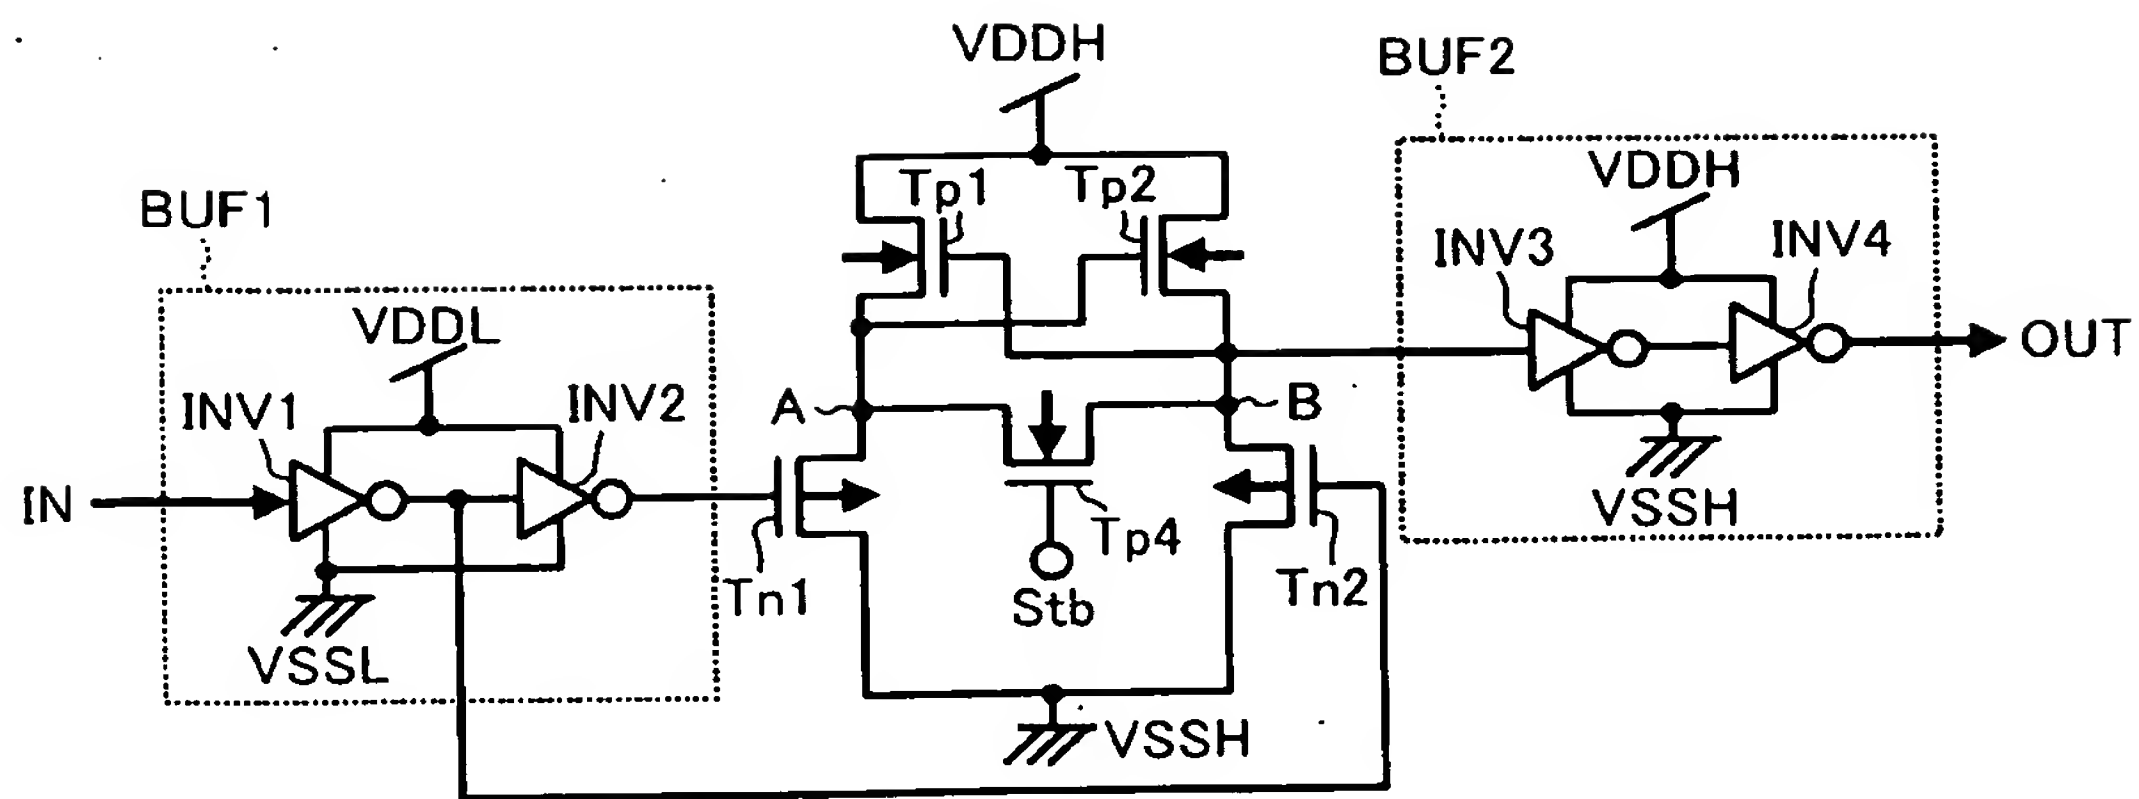 VDDH
BUF2
Tp1
Tp2
VDDH
BUF1
INV3
INV4
VDDL
OUT
INV1
INV2
A
B
IN
VSSH
Tp4
Tn1
Stb
Tn2
VSSL
VSSH